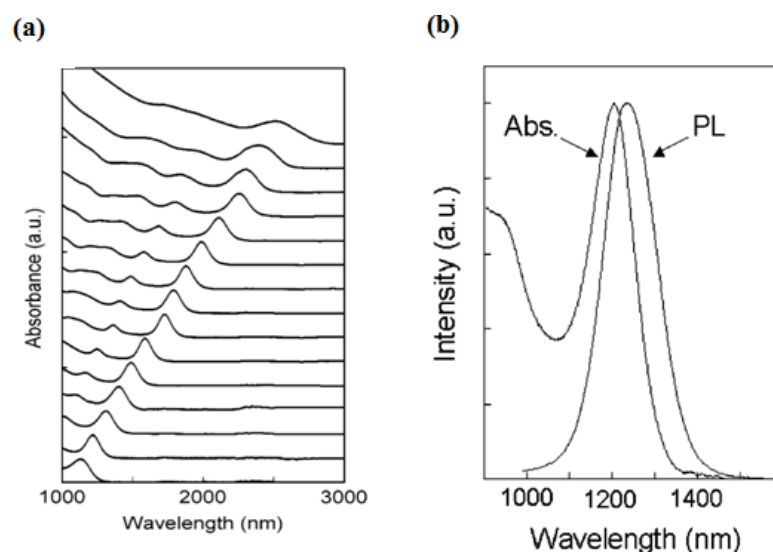 (a)
Absorbance (a.u.)
1000
2000
3000
Wavelength (nm)
(b)
Abs.
PL
Intensity (a.u.)
1000
1200
1400
Wavelength (nm)